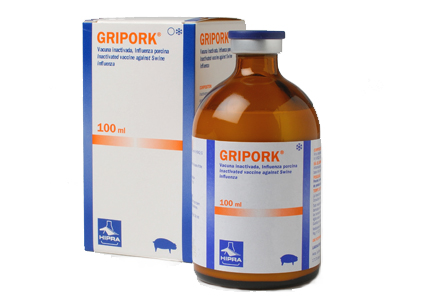 GRIPORK®
Vacuna inactivada, Influenza porcina
Inactivated vaccine against Swine
influenza
100 ml
HIPRA
GRIPORK®
Vacuna inactivada, Influenza porcina
Inactivated vaccine against Swine
influenza
100 ml
HIPRA